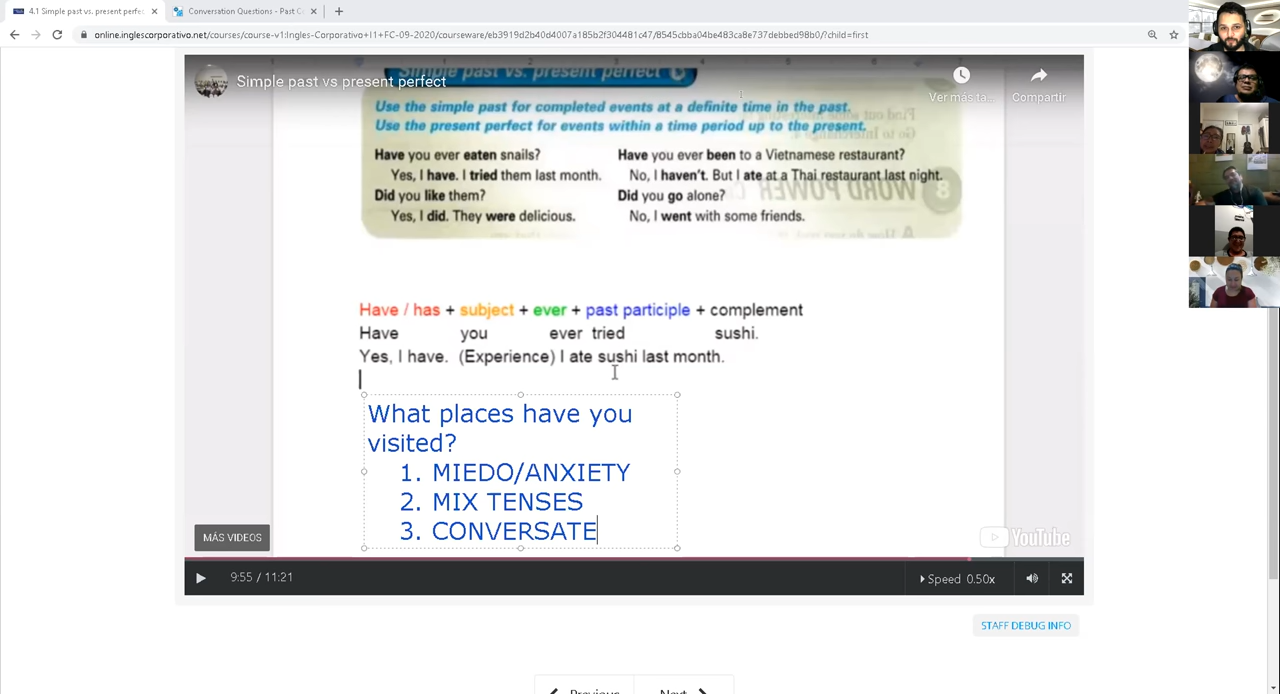 4.1 Simple past vs. present perfec
Conversation Questions - Past C
online.inglescorporativo.net/courses/course-v1:Ingles-Corporativo+I1+FC-09-2020/courseware/eb3919dcb40d4007a185b2f304481c47/8545cbba04be483ca8e737debbed98b0/?child=first
Simple past vs present perfect
Simple past vs. present perfect
Ver más ta...
Compartir
Use the simple past for completed events at a definite time in the past.
Use the present perfect for events within a time period up to the present.
Have you ever eaten snails?
Yes, I have. I tried them last month.
Did you like them?
Yes, I did. They were delicious.
Have you ever been to a Vietnamese restaurant?
No, I haven't. But I ate at a Thai restaurant last night.
Did you go alone?
No, I went with some friends.
WORD POWER
8
Have / has + subject + ever + past participle + complement
Have you ever tried sushi.
Yes, I have. (Experience) I ate sushi last month.
What places have you
visited?
1. MIEDO/ANXIETY
2. MIX TENSES
3. CONVERSATE
MÁS VIDEOS
YouTube
9:55 / 11:21
Speed 0.50x
STAFF DEBUG INFO
Previous
Next